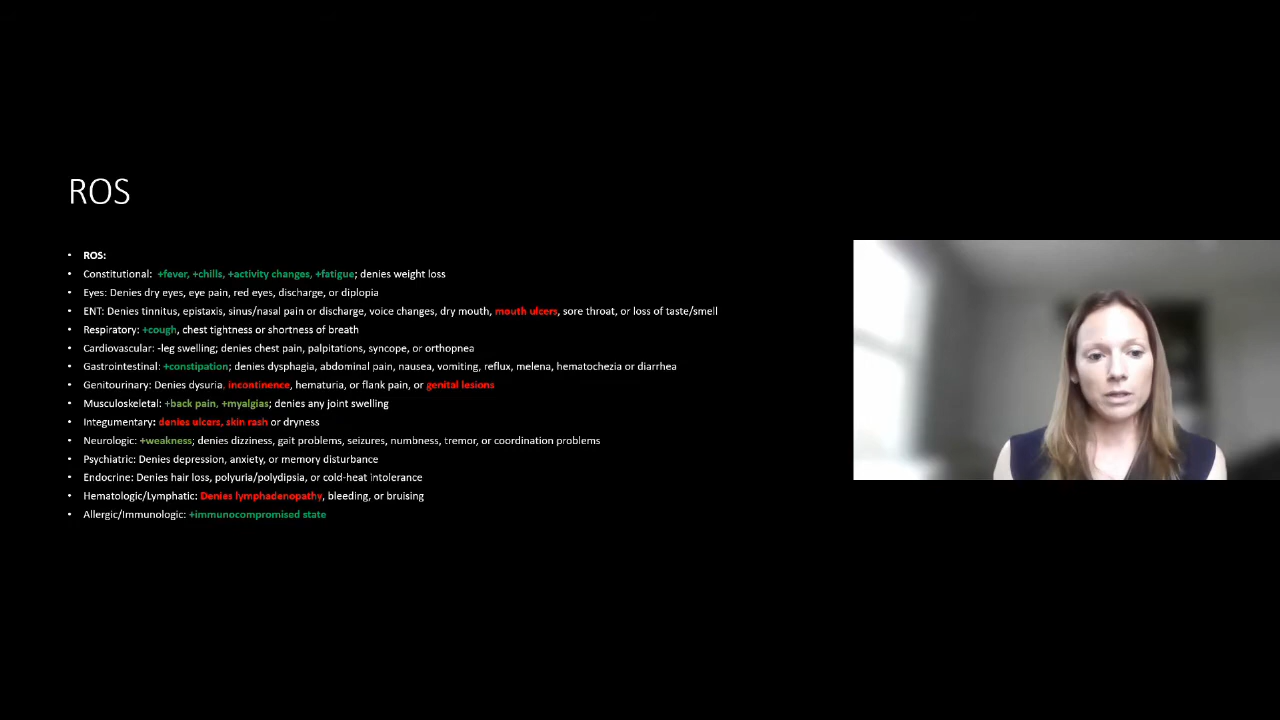 ROS
• ROS:
• Constitutional: +fever, +chills, +activity changes, +fatigue; denies weight loss
• Eyes: Denies dry eyes, eye pain, red eyes, discharge, or diplopia
• ENT: Denies tinnitus, epistaxis, sinus/nasal pain or discharge, voice changes, dry mouth, mouth ulcers, sore throat, or loss of taste/smell
• Respiratory: +cough, chest tightness or shortness of breath
• Cardiovascular: -leg swelling; denies chest pain, palpitations, syncope, or orthopnea
• Gastrointestinal: +constipation; denies dysphagia, abdominal pain, nausea, vomiting, reflux, melena, hematochezia or diarrhea
• Genitourinary: Denies dysuria, incontinence, hematuria, or flank pain, or genital lesions
• Musculoskeletal: +back pain, +myalgias; denies any joint swelling
• Integumentary: denies ulcers, skin rash or dryness
• Neurologic: +weakness; denies dizziness, gait problems, seizures, numbness, tremor, or coordination problems
• Psychiatric: Denies depression, anxiety, or memory disturbance
• Endocrine: Denies hair loss, polyuria/polydipsia, or cold-heat intolerance
• Hematologic/Lymphatic: Denies lymphadenopathy, bleeding, or bruising
• Allergic/Immunologic: +immunocompromised state